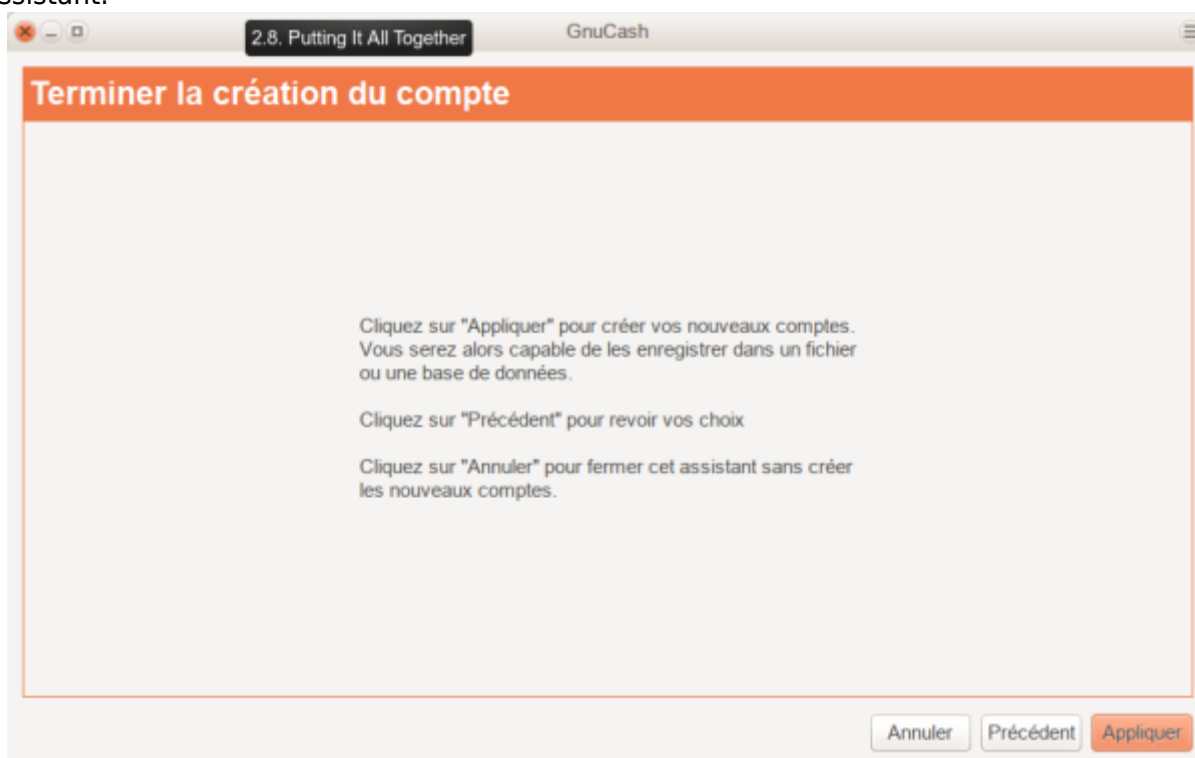 2.8. Putting It All Together
GnuCash
Terminer la création du compte
Cliquez sur "Appliquer" pour créer vos nouveaux comptes.
Vous serez alors capable de les enregistrer dans un fichier
ou une base de données.
Cliquez sur "Précédent" pour revoir vos choix
Cliquez sur "Annuler" pour fermer cet assistant sans créer
les nouveaux comptes.
Annuler
Précédent
Appliquer